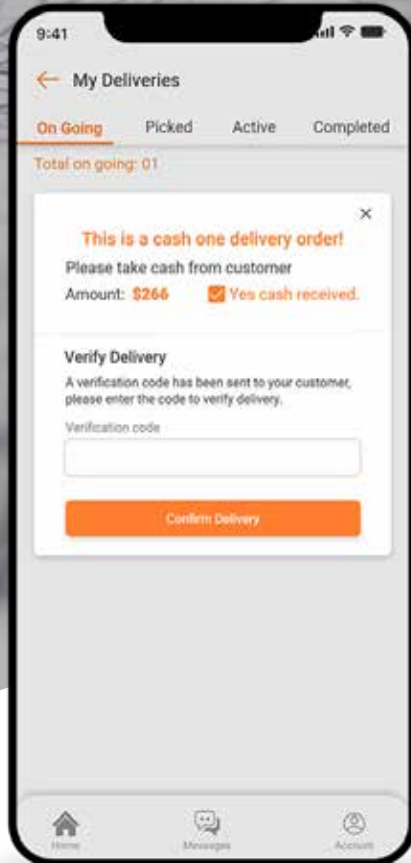 9:41
My Deliveries
On Going Picked Active Completed
Total on going: 01
This is a cash one delivery order!
Please take cash from customer
Amount: $266 Yes cash received.
Verify Delivery
A verification code has been sent to your customer,
please enter the code to verify delivery.
Verification code
Confirm Delivery
Home Messages Account